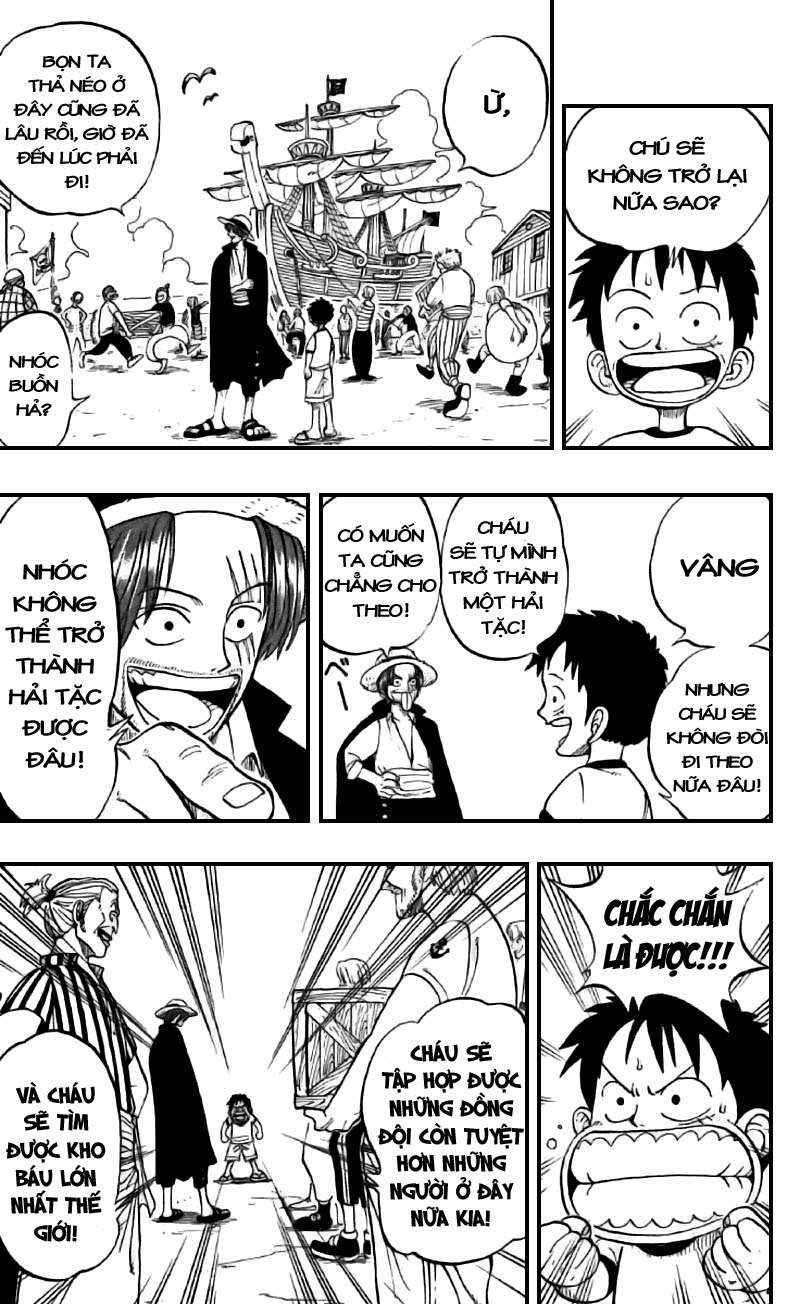 CHÚ SẼ
KHÔNG TRỞ LẠI
NỮA SAO?
Ừ,
BỌN TA
THẢ NÉO Ở
ĐÂY CŨNG ĐÃ
LÂU RỒI, GIỜ ĐÃ
ĐẾN LÚC PHẢI
ĐI!
NHÓC
BUỒN
HẢ?
VÂNG
NHƯNG
CHÁU SẼ
KHÔNG ĐÒI
ĐI THEO
NỮA ĐÂU!
CHÁU
SẼ TỰ MÌNH
TRỞ THÀNH
MỘT HẢI
TẶC!
CÓ MUỐN
TA CŨNG
CHẲNG CHO
THEO!
べ
NHÓC
KHÔNG
THỂ TRỞ
THÀNH
HẢI TẶC
ĐƯỢC
ĐÂU!
CHẮC CHẮN
LÀ ĐƯỢC!!!
CHÁU SẼ
TẬP HỢP ĐƯỢC
NHỮNG ĐỒNG
ĐỘI CÒN TUYỆT
HƠN NHỮNG
NGƯỜI Ở ĐÂY
NỮA KIA!
VÀ CHÁU
SẼ TÌM
ĐƯỢC KHO
BÁU LỚN
NHẤT THẾ
GIỚI!